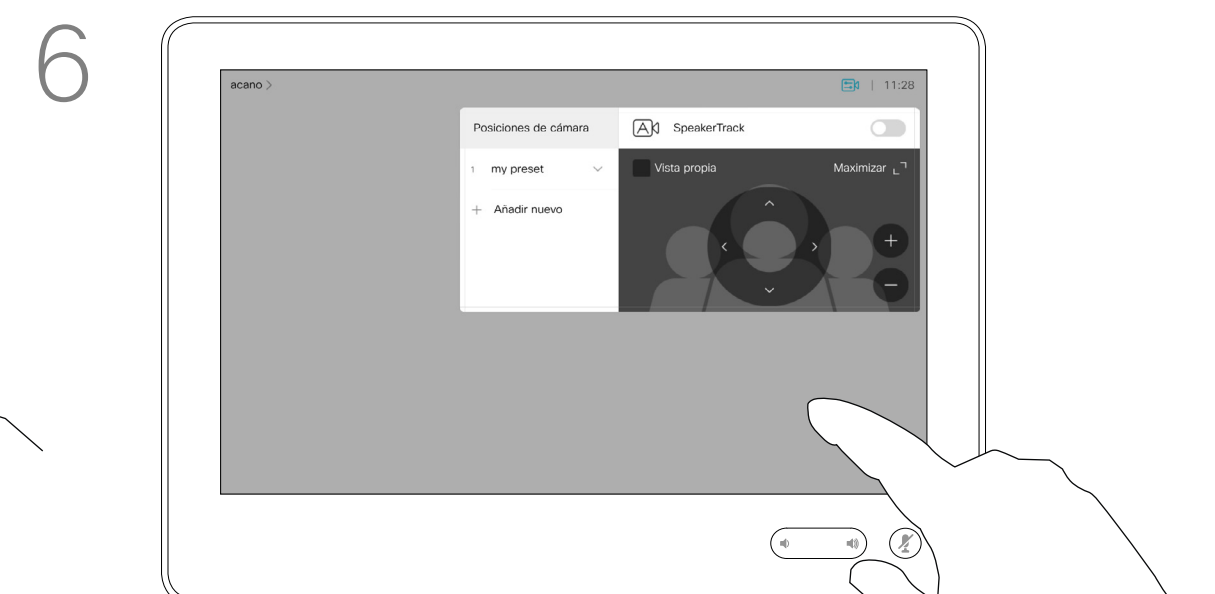 6
acano >
11:28
Posiciones de cámara
SpeakerTrack
1 my preset
Vista propia
Maximizar
+ Añadir nuevo